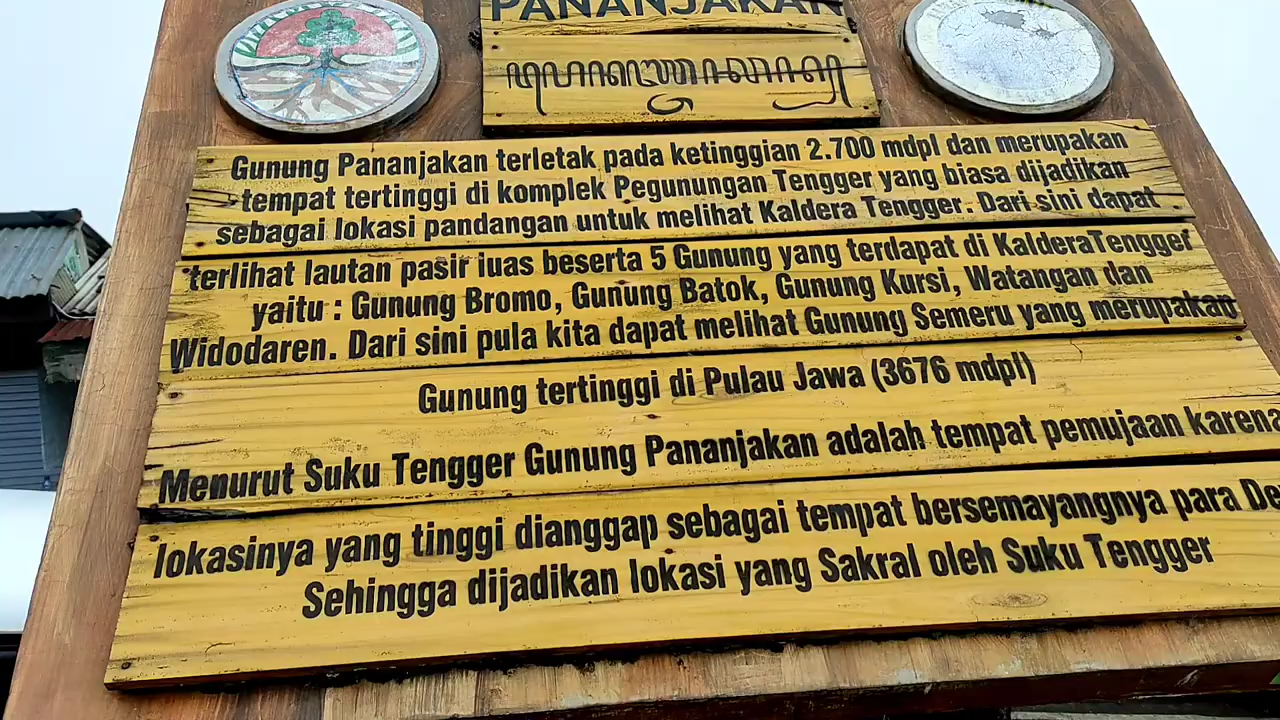 PANANJAKAN
Gunung Pananjakan terletak pada ketinggian 2.700 mdpl dan merupakan
tempat tertinggi di komplek Pegunungan Tengger yang biasa dijadikan
sebagai lokasi pandangan untuk melihat Kaldera Tengger. Dari sini dapat
terlihat lautan pasir luas beserta 5 Gunung yang terdapat di KalderaTengger
yaitu : Gunung Bromo, Gunung Batok, Gunung Kursi, Watangan dan
Widodaren. Dari sini pula kita dapat melihat Gunung Semeru yang merupakan
Gunung tertinggi di Pulau Jawa (3676 mdpl)
Menurut Suku Tengger Gunung Pananjakan adalah tempat pemujaan karena
lokasinya yang tinggi dianggap sebagai tempat bersemayangnya para De
Sehingga dijadikan lokasi yang Sakral oleh Suku Tengger